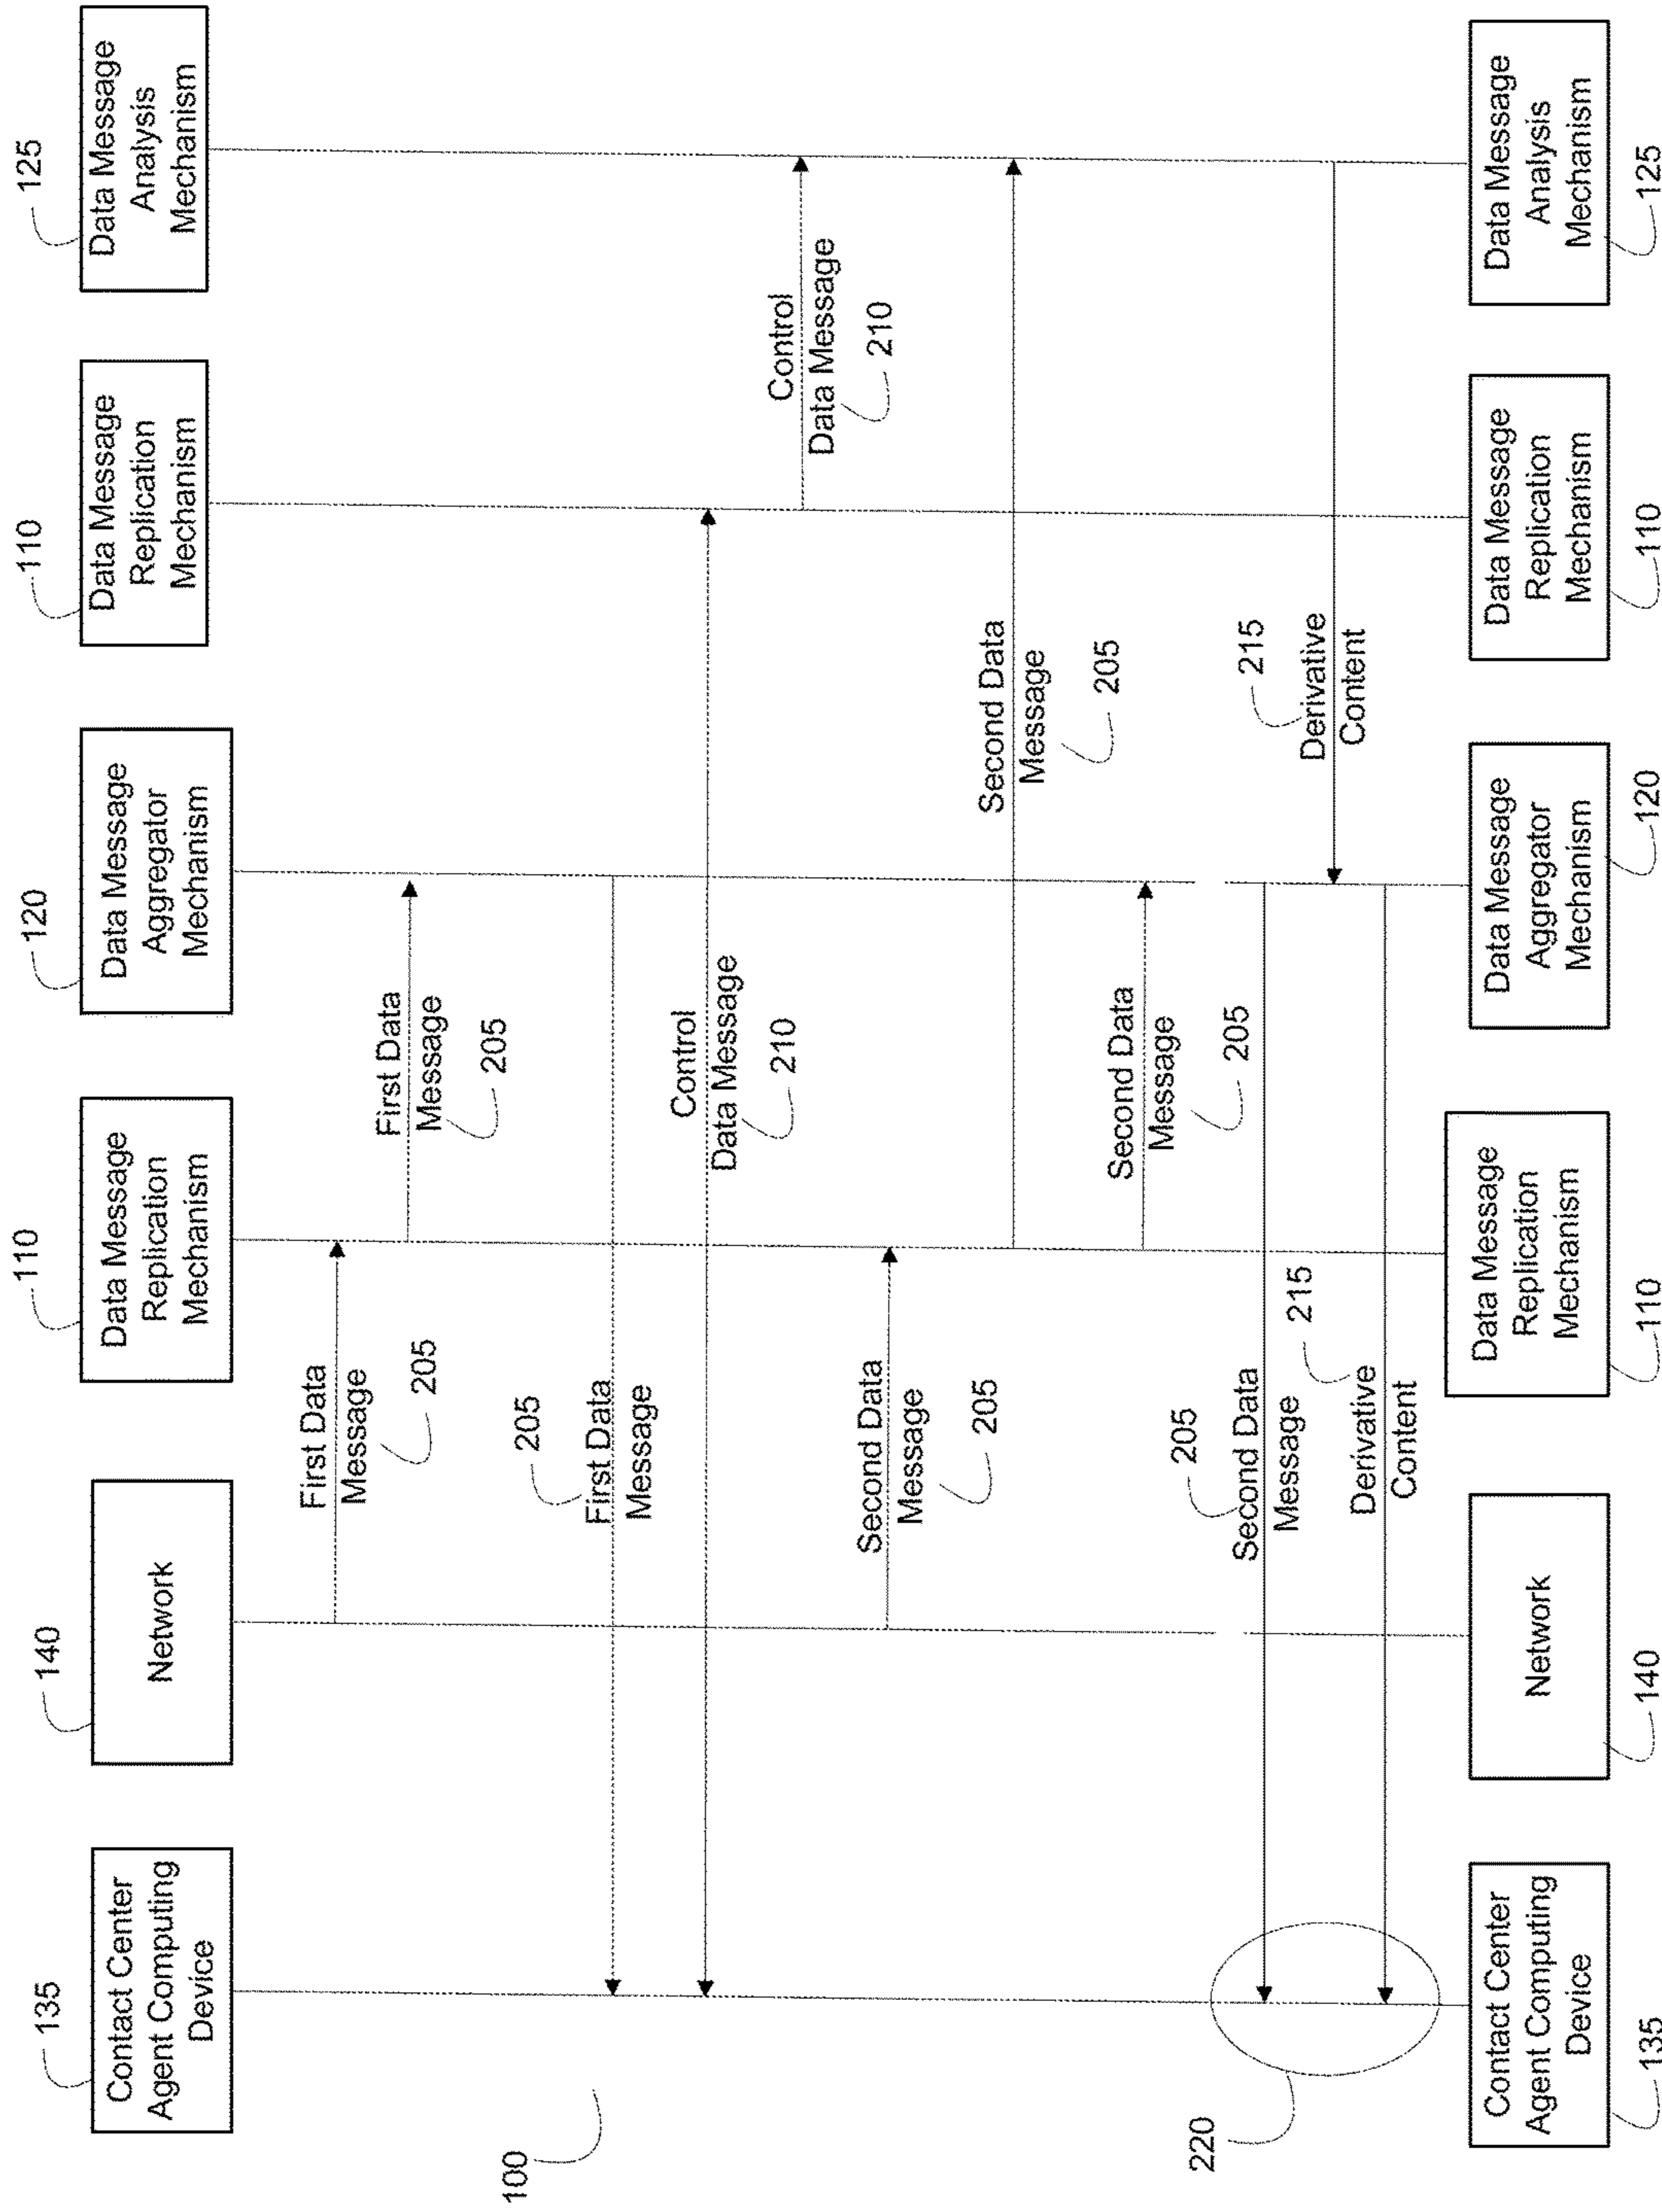 135
Contact Center
Agent Computing
Device
140
Network
110
Data Message
Replication
Mechanism
120
Data Message
Aggregator
Mechanism
110
Data Message
Replication
Mechanism
125
Data Message
Analysis
Mechanism
First Data
Message
205
First Data
Message
205
205
First Data
Message
100
Control
Data Message
210
Control
Data Message
210
Second Data
Message
205
Second Data
Message
205
Second Data
Message
205
205
Second Data
Message
215
Derivative
Content
215
Derivative
Content
220
Contact Center
Agent Computing
Device
135
Network
140
Data Message
Replication
Mechanism
110
Data Message
Aggregator
Mechanism
120
Data Message
Replication
Mechanism
110
Data Message
Analysis
Mechanism
125